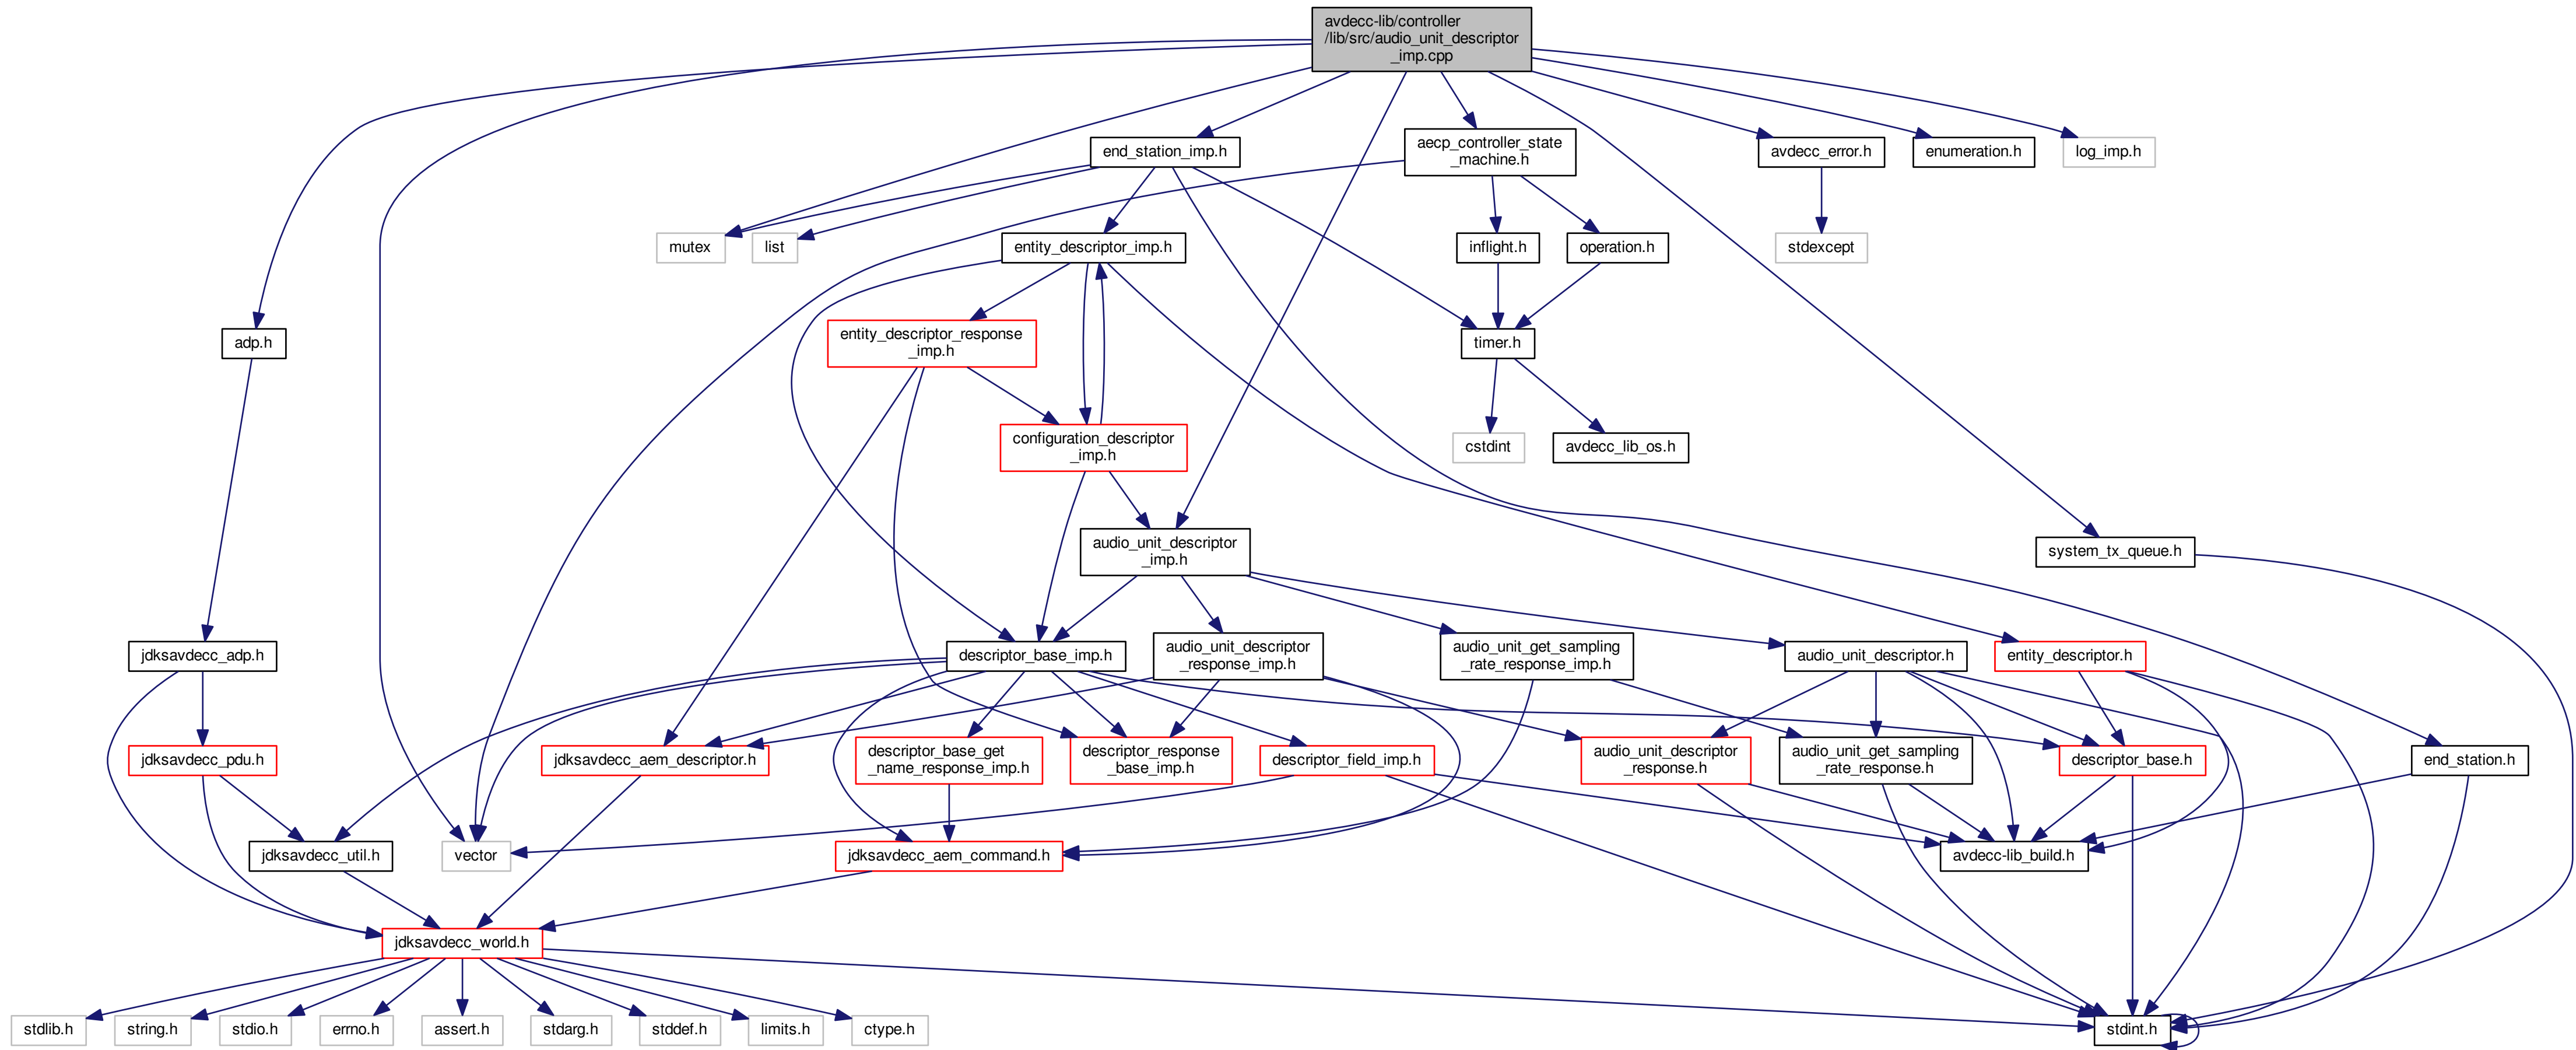 avdecc-lib/controller
/lib/src/audio_unit_descriptor
_imp.cpp
end_station_imp.h
aecp_controller_state
_machine.h
avdecc_error.h
enumeration.h
log_imp.h
mutex
list
entity_descriptor_imp.h
inflight.h
operation.h
stdexcept
adp.h
entity_descriptor_response
_imp.h
timer.h
configuration_descriptor
_imp.h
cstdint
avdecc_lib_os.h
audio_unit_descriptor
_imp.h
system_tx_queue.h
jdksavdecc_adp.h
descriptor_base_imp.h
audio_unit_descriptor
_response_imp.h
audio_unit_get_sampling
_rate_response_imp.h
audio_unit_descriptor.h
entity_descriptor.h
jdksavdecc_pdu.h
jdksavdecc_aem_descriptor.h
descriptor_base_get
_name_response_imp.h
descriptor_response
_base_imp.h
descriptor_field_imp.h
audio_unit_descriptor
_response.h
audio_unit_get_sampling
_rate_response.h
descriptor_base.h
end_station.h
jdksavdecc_util.h
vector
jdksavdecc_aem_command.h
avdecc-lib_build.h
jdksavdecc_world.h
stdlib.h
string.h
stdio.h
errno.h
assert.h
stdarg.h
stddef.h
limits.h
ctype.h
stdint.h